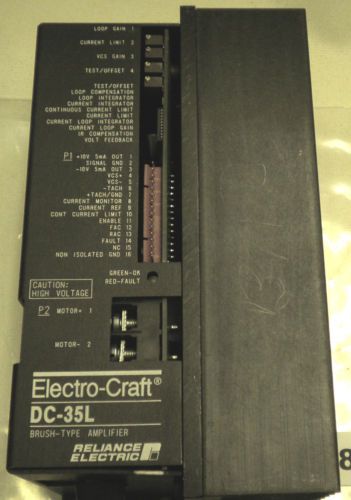 LOOP GAIN 1
CURRENT LIMIT 2
VCS GAIN 3
TEST/OFFSET 4
TEST/OFFSET
LOOP COMPENSATION
LOOP INTEGRATOR
CURRENT INTEGRATOR
CONTINUOUS CURRENT LIMIT
CURRENT LIMIT
CURRENT LOOP INTEGRATOR
CURRENT LOOP GAIN
IR COMPENSATION
VOLT FEEDBACK
P1 +10V 5mA OUT 1
SIGNAL GND 2
-10V 5mA OUT 3
VCS+ 4
VCS- 5
-TACH 6
+TACH/GND 7
CURRENT MONITOR 8
CURRENT REF 9
CONT CURRENT LIMIT 10
ENABLE 11
FAC 12
RAC 13
FAULT 14
NC 15
NON ISOLATED GND 16
GREEN-OK
RED-FAULT
CAUTION:
HIGH VOLTAGE
P2 MOTOR+ 1
MOTOR- 2
Electro-Craft®
DC-35L
BRUSH-TYPE AMPLIFIER
RELIANCE
ELECTRIC
8